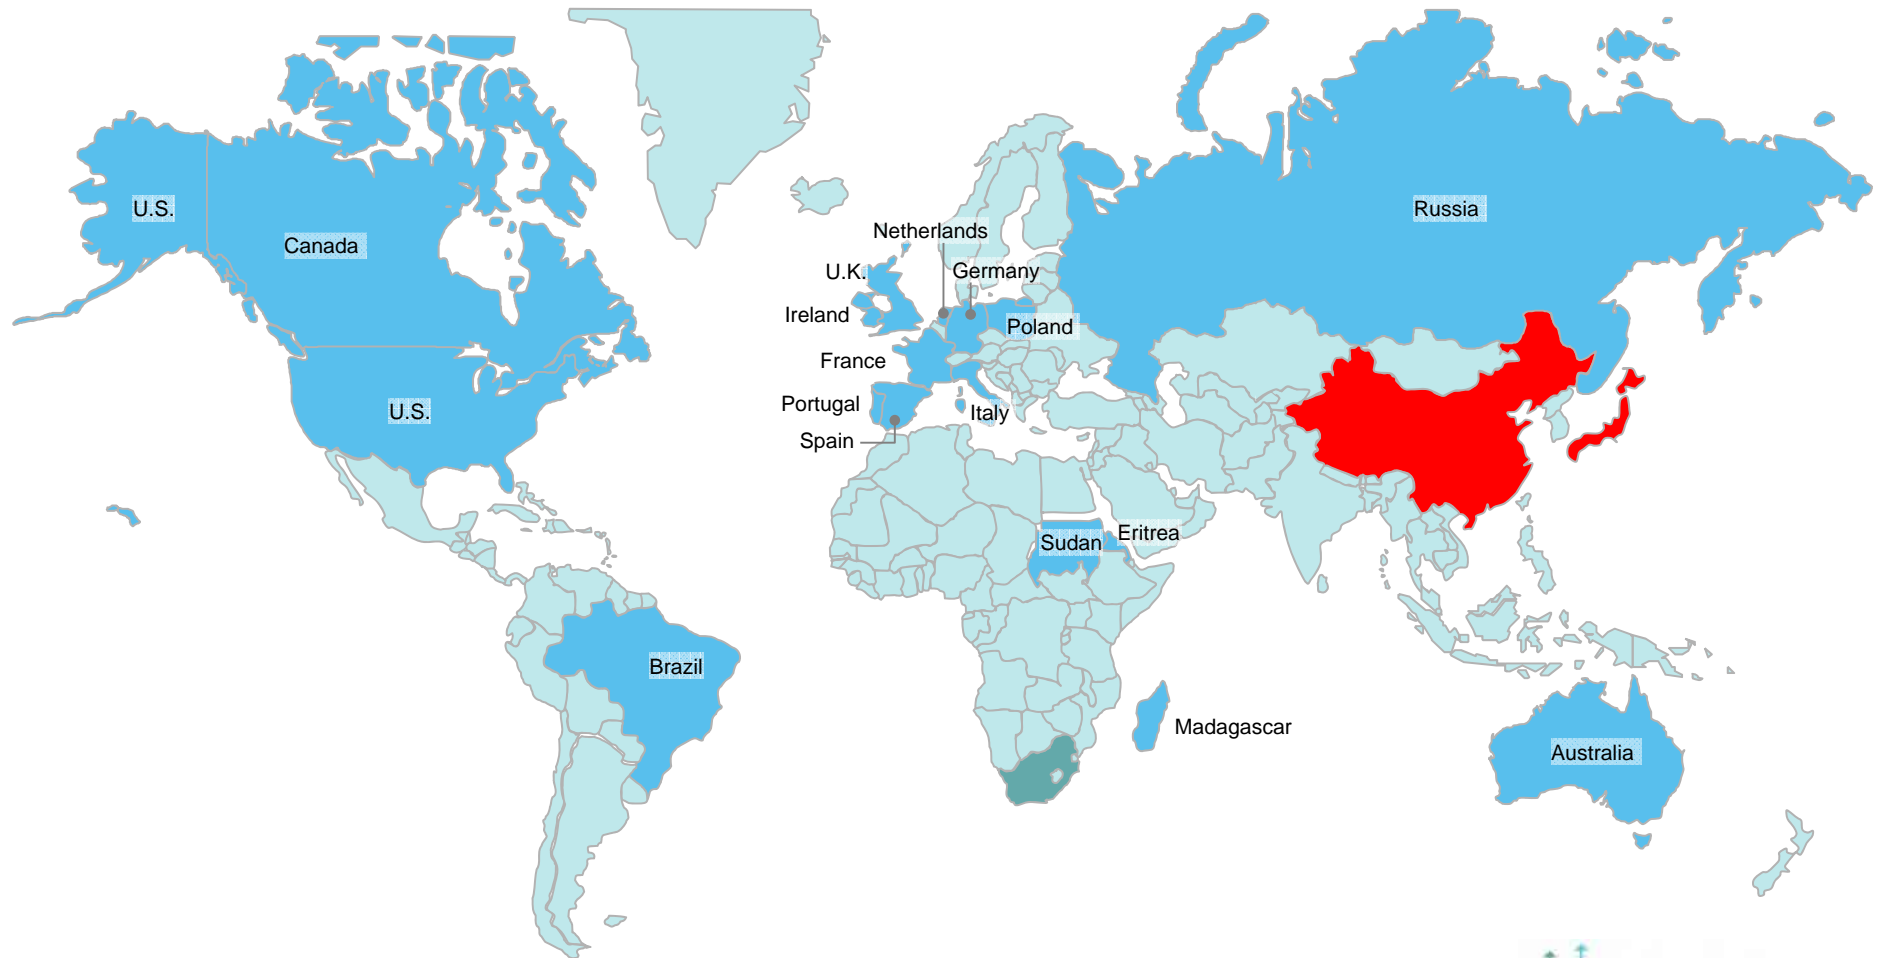 U.S.
Canada
Russia
Netherlands
U.K.
Germany
Ireland
Poland
France
Portugal
U.S.
Italy
Spain
Eritrea
Sudan
Brazil
Madagascar
Australia